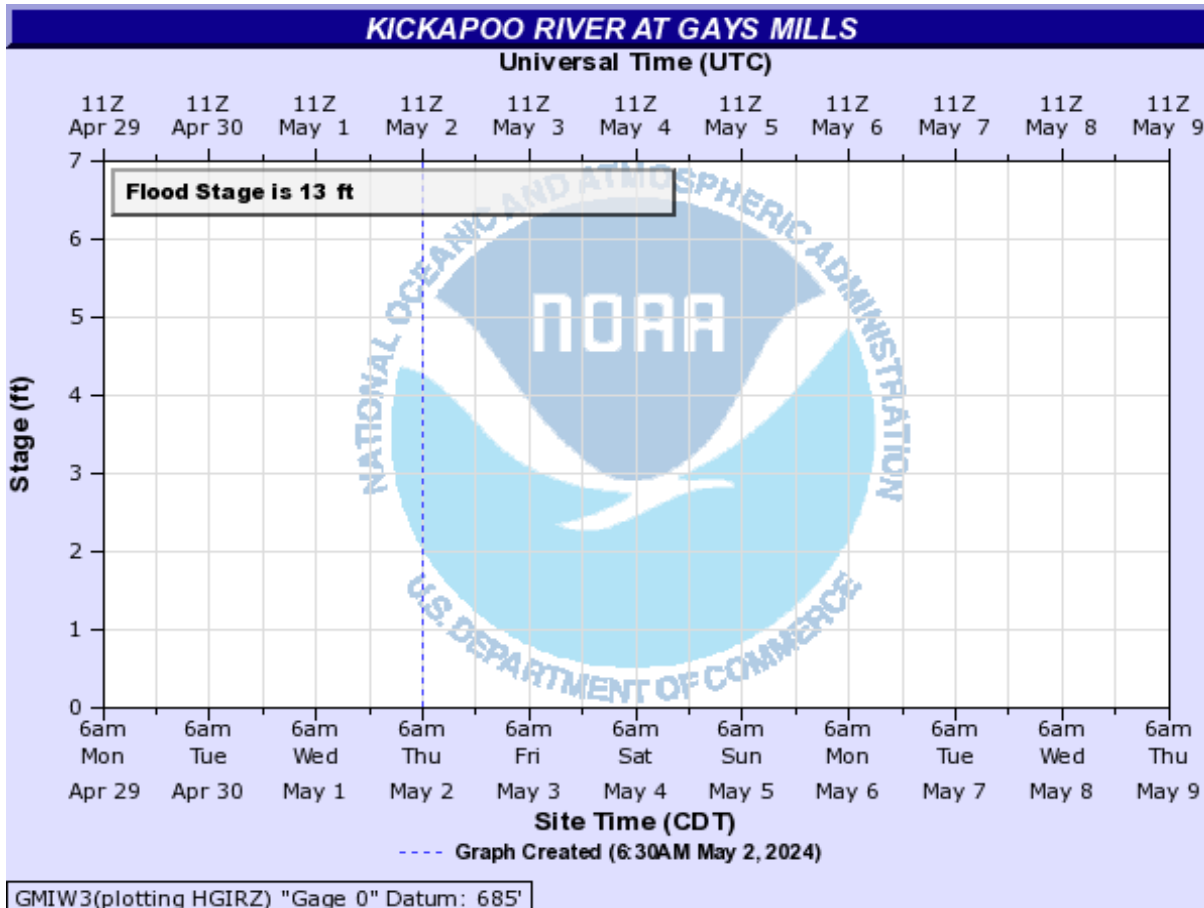 KICKAPOO RIVER AT GAYS MILLS
Universal Time (UTC)
11Z 11Z 11Z 11Z 11Z 11Z 11Z 11Z 11Z 11Z 11Z
Apr 29 Apr 30 May 1 May 2 May 3 May 4 May 5 May 6 May 7 May 8 May 9
7
Flood Stage is 13 ft
6
5
4
3
2
1
0
Stage (ft)
NATIONAL OCEANIC AND ATMOSPHERIC ADMINISTRATION
NOAA
U.S. DEPARTMENT OF COMMERCE
6am 6am 6am 6am 6am 6am 6am 6am 6am 6am 6am
Mon Tue Wed Thu Fri Sat Sun Mon Tue Wed Thu
Apr 29 Apr 30 May 1 May 2 May 3 May 4 May 5 May 6 May 7 May 8 May 9
Site Time (CDT)
---- Graph Created (6:30AM May 2, 2024)
GMIW3(plotting HGIRZ) "Gage 0" Datum: 685'